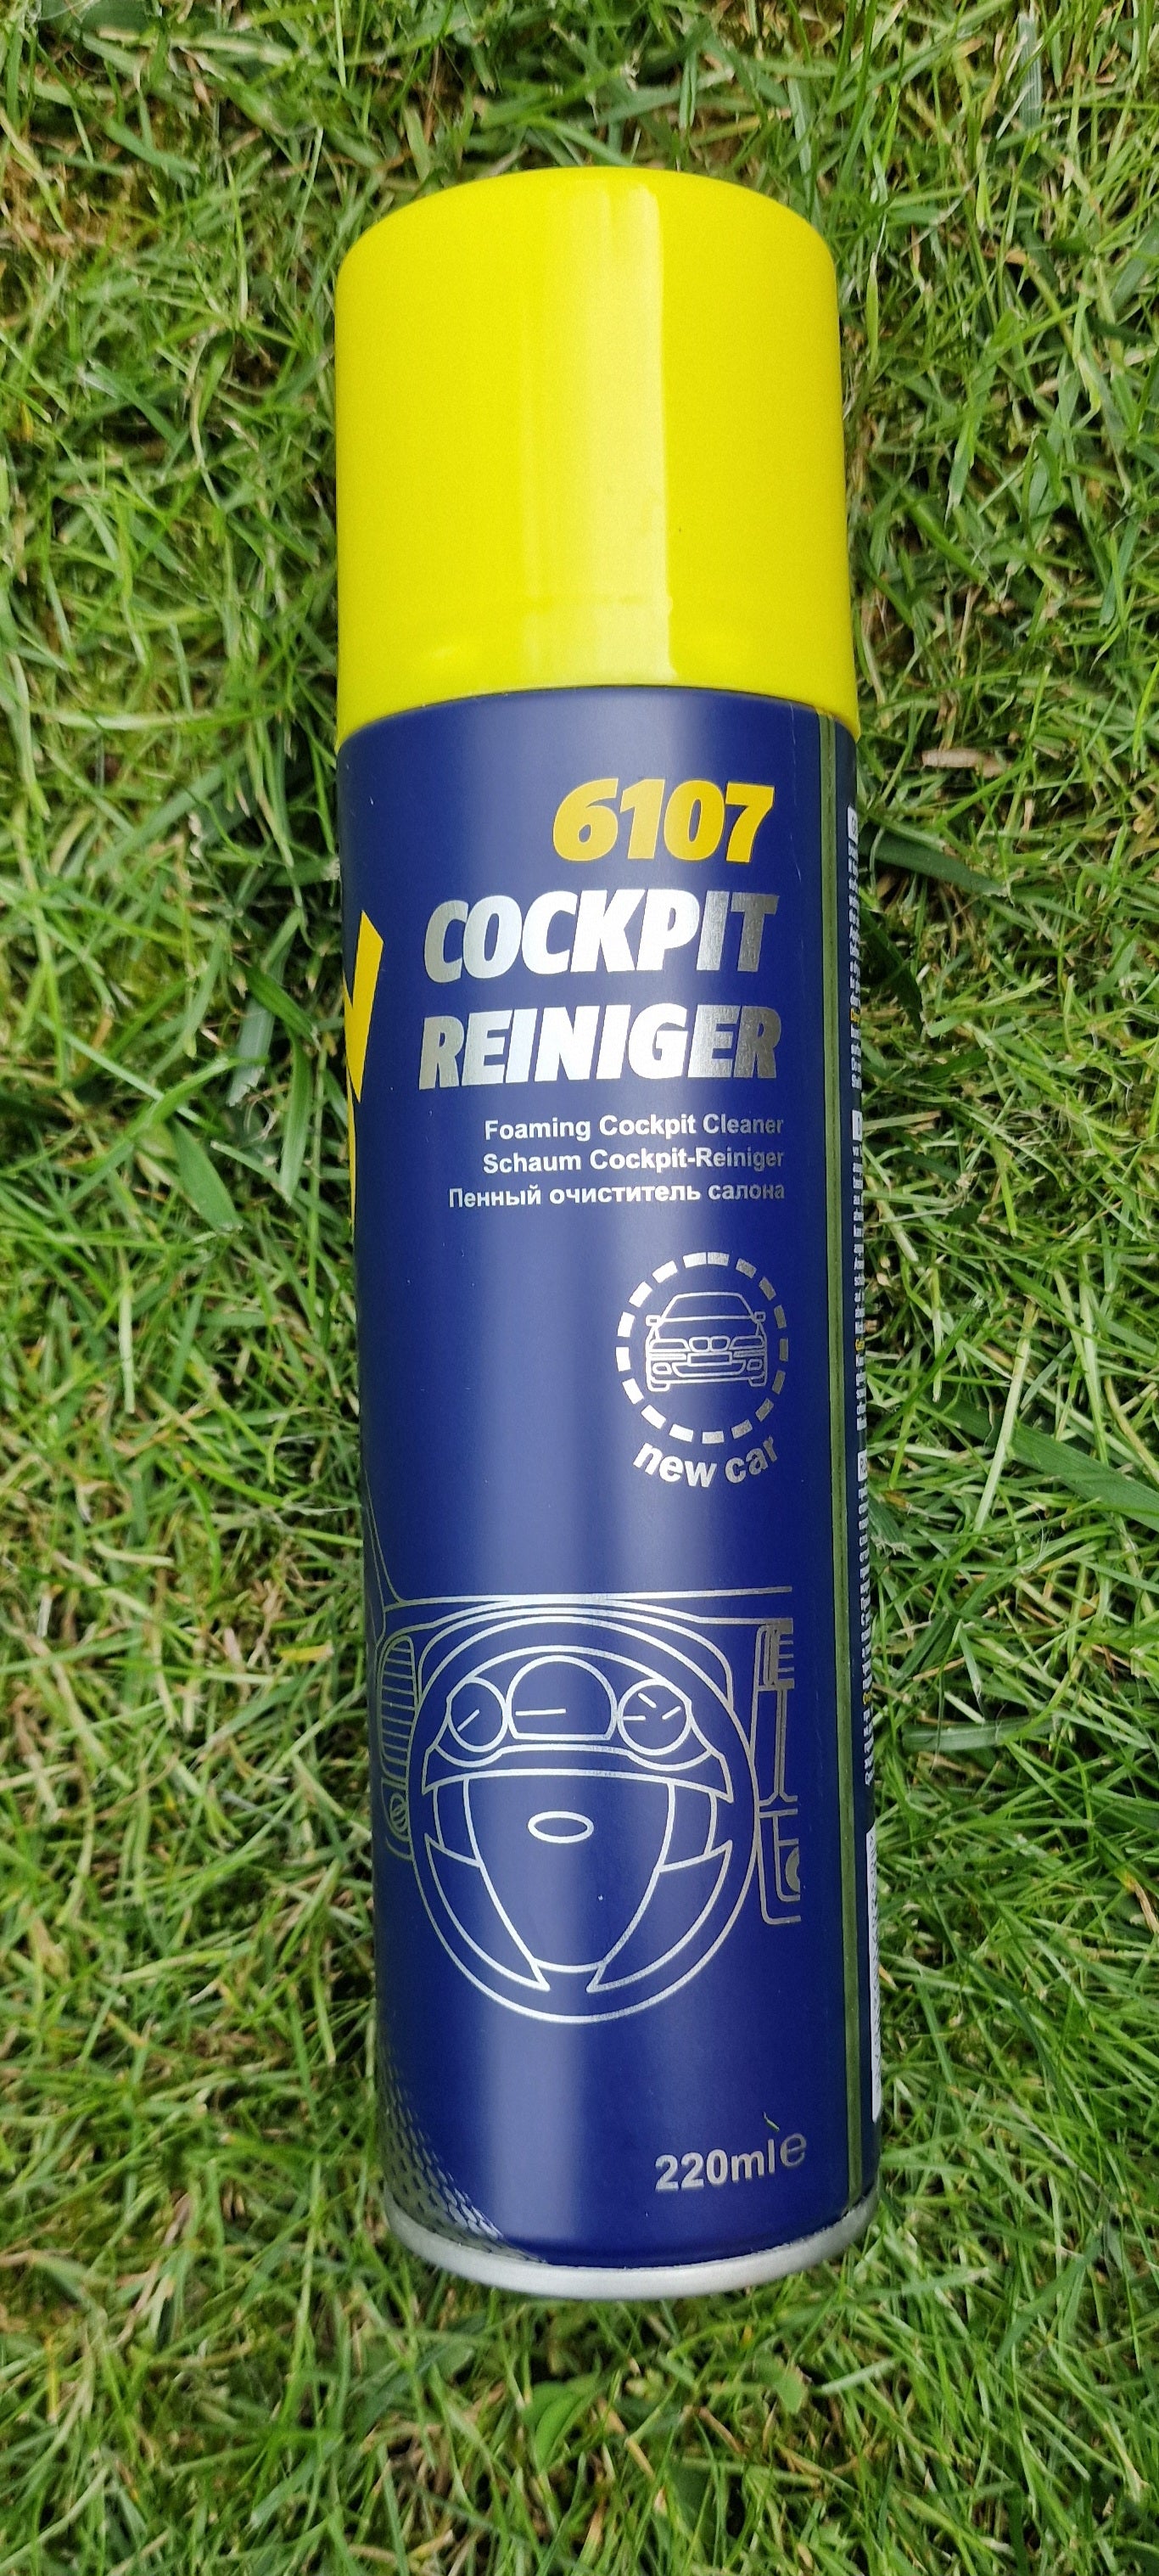 6107
COCKPIT
REINIGER
Foaming Cockpit Cleaner
Schaum Cockpit-Reiniger
Пенный очиститель салона
new car
220ml e